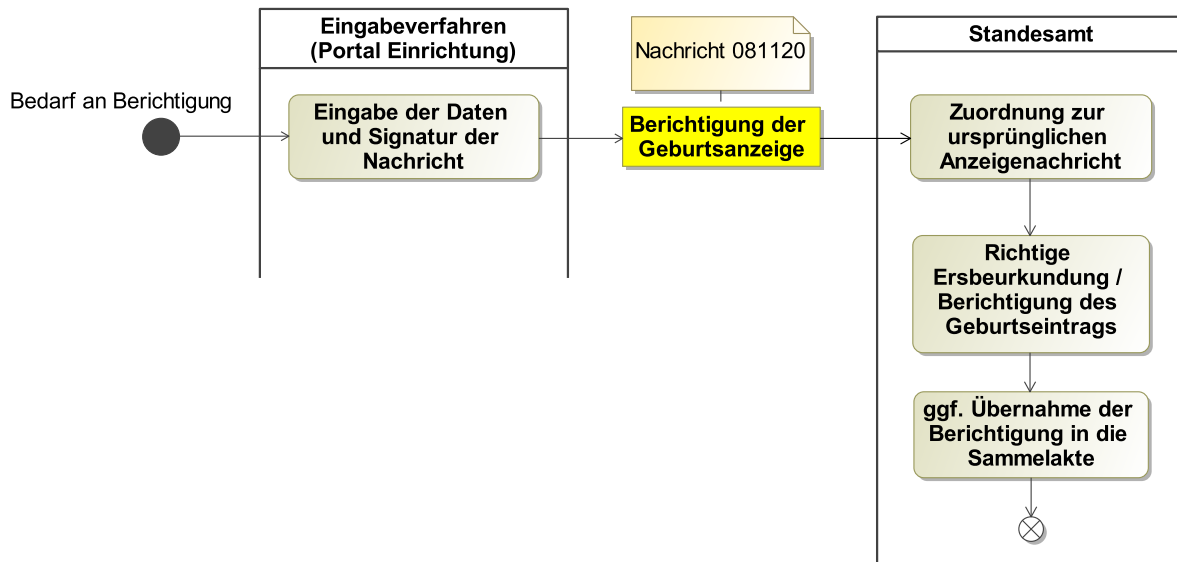 Bedarf an Berichtigung
Eingabeverfahren
(Portal Einrichtung)
Eingabe der Daten
und Signatur der
Nachricht
Nachricht 081120
Berichtigung der
Geburtsanzeige
Standesamt
Zuordnung zur
ursprünglichen
Anzeigenachricht
Richtige
Ersbeurkundung /
Berichtigung des
Geburtseintrags
ggf. Übernahme der
Berichtigung in die
Sammelakte